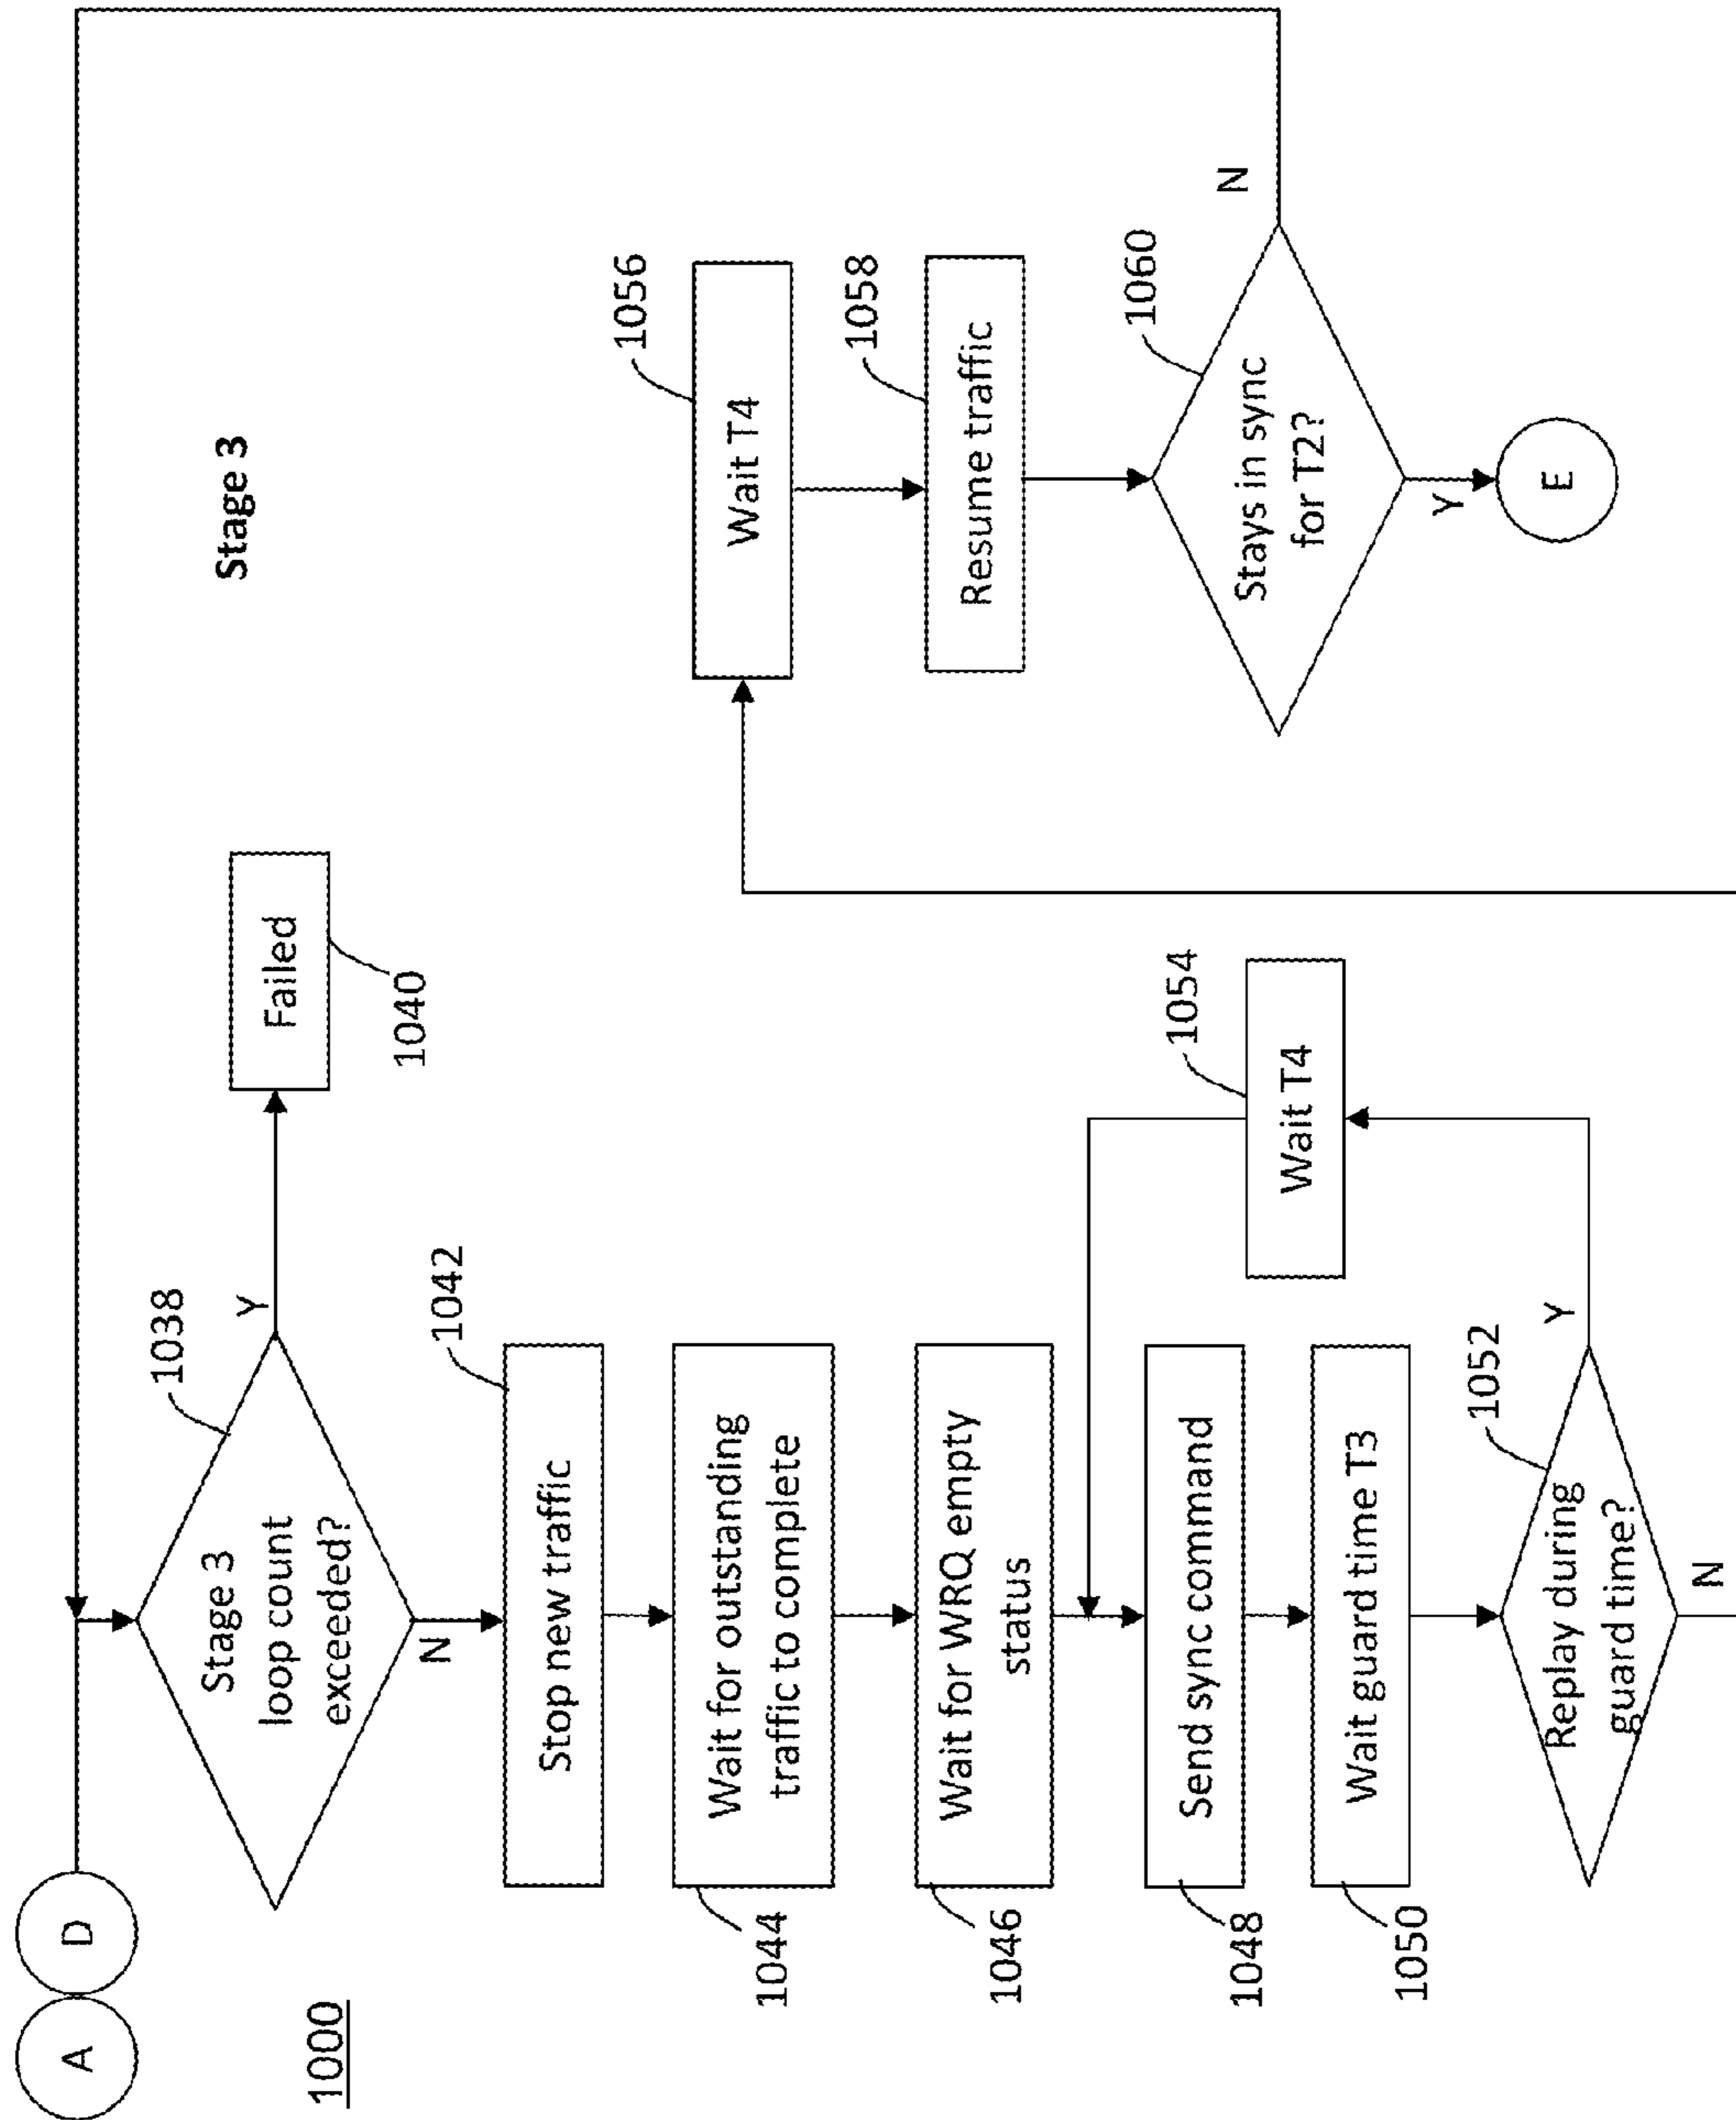 A
D
1000
Stage 3
Stage 3
loop count
exceeded?
1038
Y
N
Failed
1040
Stop new traffic
1042
Wait for outstanding
traffic to complete
1044
Wait for WRQ empty
status
1046
Send sync command
1048
Wait guard time T3
1050
Replay during
guard time?
1052
Y
N
Wait T4
1054
Wait T4
1056
Resume traffic
1058
Stays in sync
for T2?
1060
N
Y
E